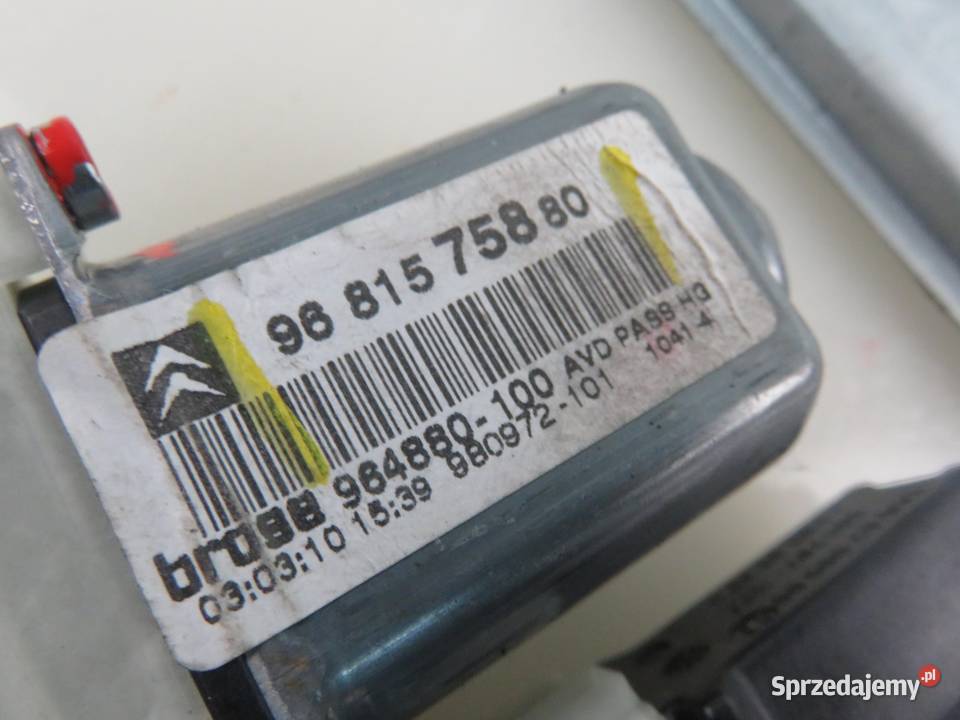 96 815 758 80
brose 964880-100 AVD PASS HG
03:03:10 15:39 980972-101 1041-4
Sprzedajemy.pl